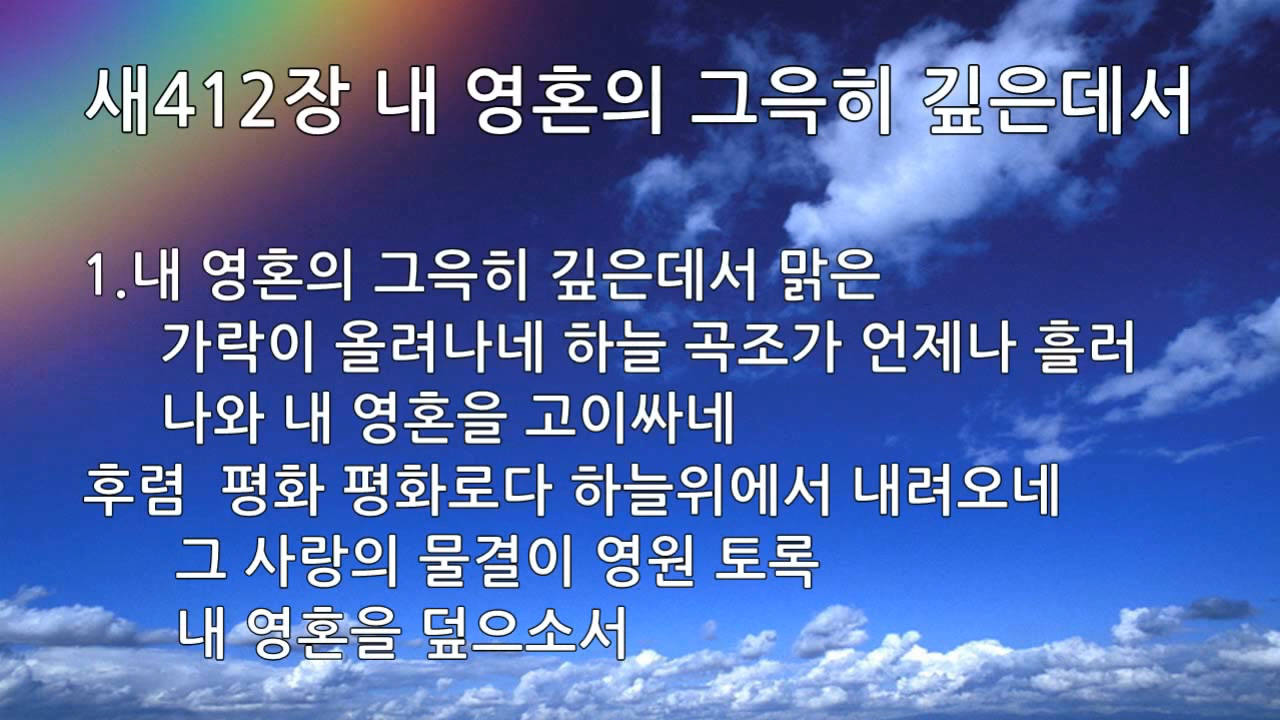 새412장 내 영혼의 그윽히 깊은데서
1.내 영혼의 그윽히 깊은데서 맑은
가락이 올려나네 하늘 곡조가 언제나 흘러
나와 내 영혼을 고이싸네
후렴 평화 평화로다 하늘위에서 내려오네
그 사랑의 물결이 영원 토록
내 영혼을 덮으소서